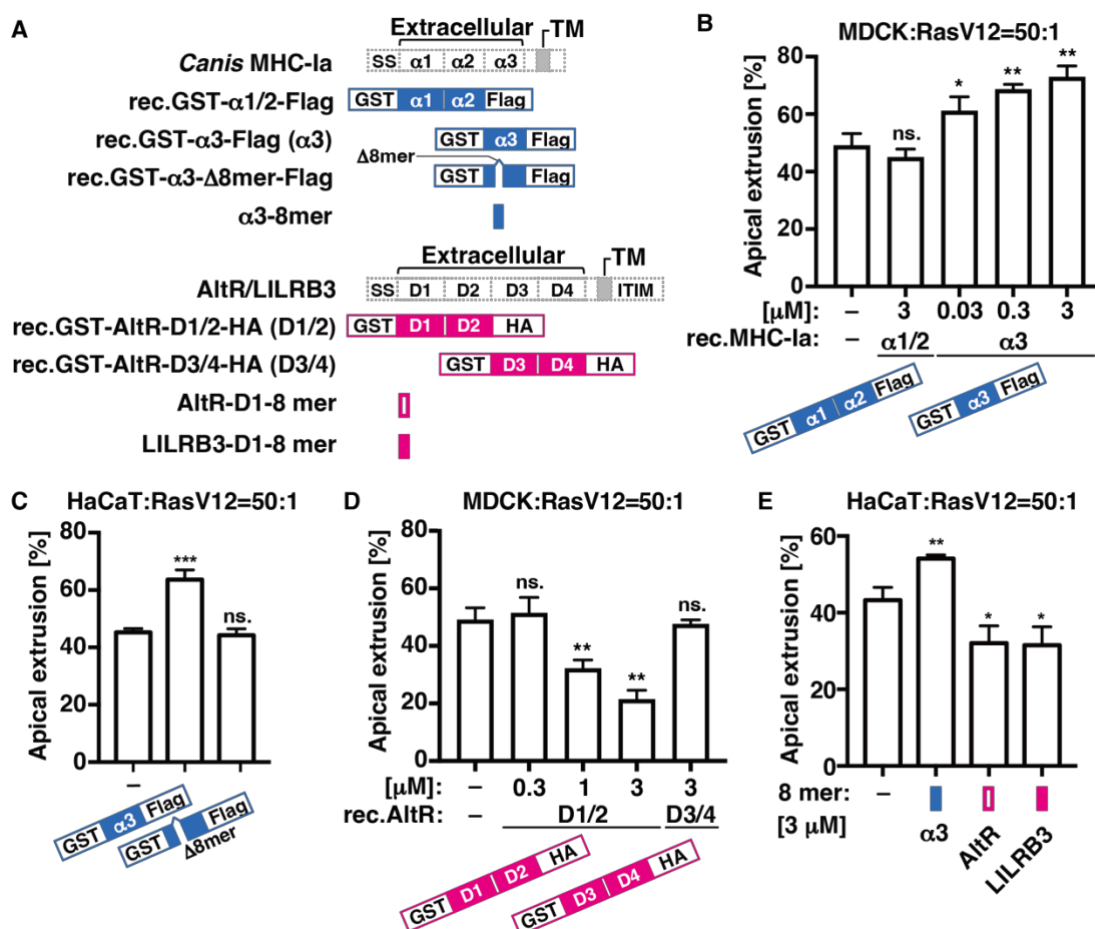 A
Extracellular
TM
Canis MHC-Ia
SS α1 α2 α3
rec.GST-α1/2-Flag
GST α1 α2 Flag
rec.GST-α3-Flag (α3)
GST α3 Flag
Δ8mer
rec.GST-α3-Δ8mer-Flag
GST Flag
α3-8mer
Extracellular
TM
AltR/LILRB3
SS D1 D2 D3 D4 ITIM
rec.GST-AltR-D1/2-HA (D1/2)
GST D1 D2 HA
rec.GST-AltR-D3/4-HA (D3/4)
GST D3 D4 HA
AltR-D1-8 mer
LILRB3-D1-8 mer
B
MDCK:RasV12=50:1
Apical extrusion [%]
80
60
40
20
0
ns.
*
**
**
[μM]: 3 0.03 0.3 3
rec.MHC-Ia: – α1/2 α3
GST α1 α2 Flag
GST α3 Flag
C
HaCaT:RasV12=50:1
Apical extrusion [%]
80
60
40
20
0
***
ns.
–
GST α3 Flag
GST Flag
Δ8mer
D
MDCK:RasV12=50:1
Apical extrusion [%]
80
60
40
20
0
ns.
**
**
ns.
[μM]: 0.3 1 3 3
rec.AltR: – D1/2 D3/4
GST D1 D2 HA
GST D3 D4 HA
E
HaCaT:RasV12=50:1
Apical extrusion [%]
60
40
20
0
**
*
*
8 mer: –
[3 μM]
α3
AltR
LILRB3